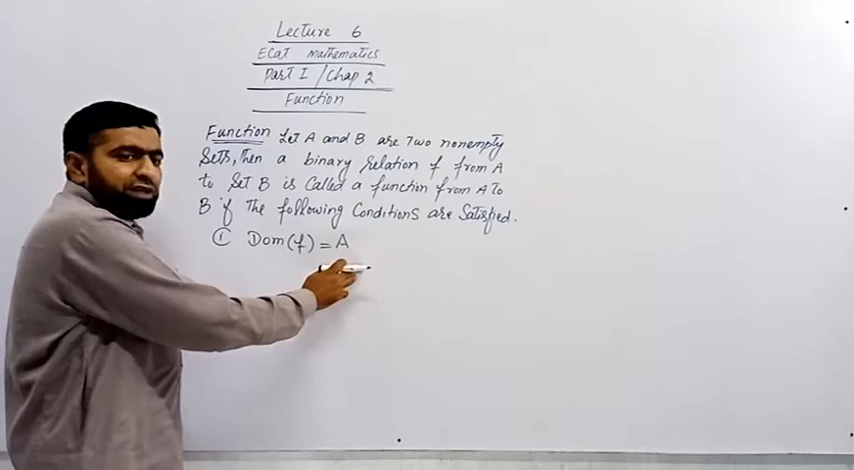 Lecture 6
ECat mathematics
Part I / Chap 2
Function
Function Let A and B are Two nonempty
Sets, Then a binary relation f from A
to Set B is Called a function from A To
B if The following Conditions are Satisfied.
① Dom(f) = A